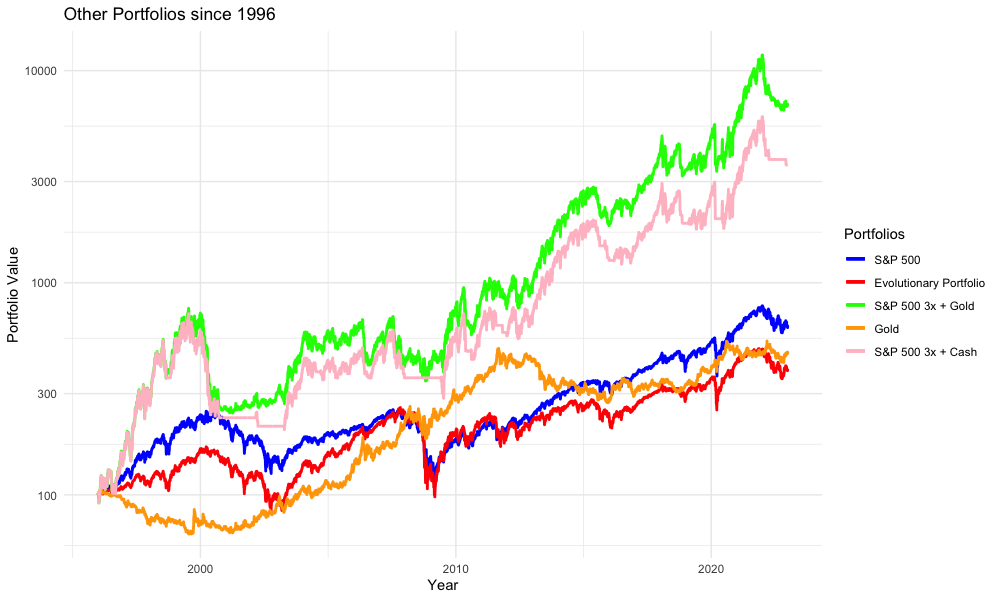 Other Portfolios since 1996
Portfolio Value
10000
3000
1000
300
100
2000
2010
2020
Year
Portfolios
S&P 500
Evolutionary Portfolio
S&P 500 3x + Gold
Gold
S&P 500 3x + Cash